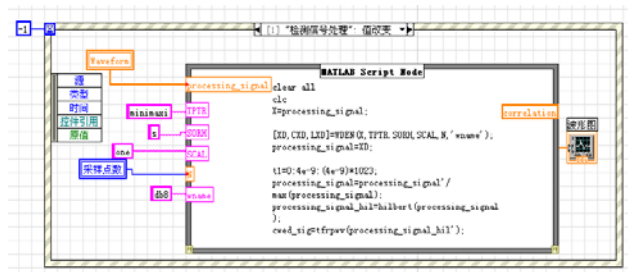 [1] "检测信号处理": 值改变
-1
Waveform
源
类型
时间
控件引用
原值
minimaxi
s
one
采样点数
db8
MATLAB Script Node
processing_signal
TPTR
SORH
SCAL
N
wname
clear all
clc
X=processing_signal;
[XD,CXD,LXD]=WDEN(X,TPTR,SORH,SCAL,N,'wname');
processing_signal=XD;
t1=0:4e-9:(4e-9)*1023;
processing_signal=processing_signal'/
max(processing_signal);
processing_signal_hil=hilbert(processing_signal
);
cwed_sig=tfrpwv(processing_signal_hil');
correlation
波形图